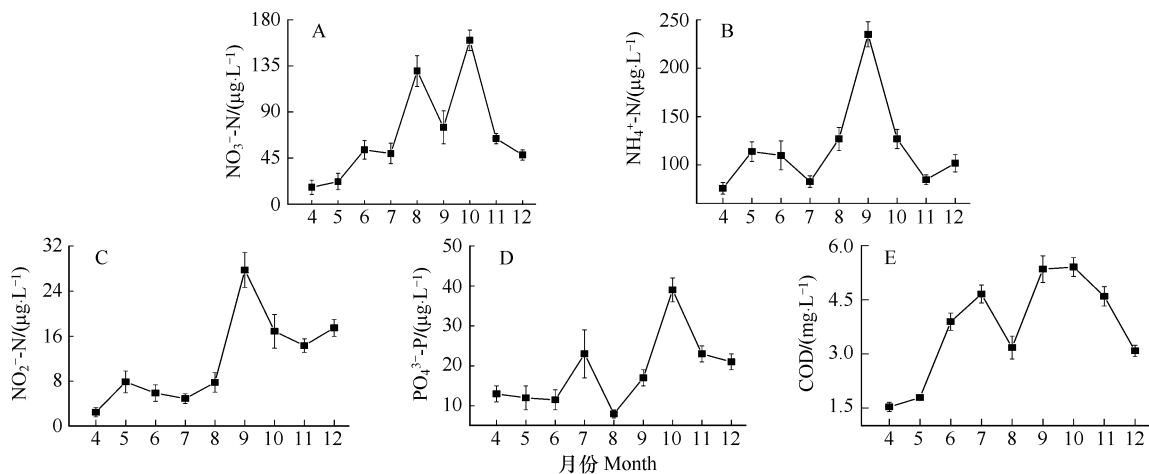 A
NO₃⁻-N/(μg·L⁻¹)
180
135
90
45
0
4 5 6 7 8 9 10 11 12
B
NH₄⁺-N/(μg·L⁻¹)
250
200
150
100
4 5 6 7 8 9 10 11 12
C
NO₂⁻-N/(μg·L⁻¹)
32
24
16
8
0
4 5 6 7 8 9 10 11 12
D
PO₄³⁻-P/(μg·L⁻¹)
50
40
30
20
10
4 5 6 7 8 9 10 11 12
E
COD/(mg·L⁻¹)
6.0
4.5
3.0
1.5
4 5 6 7 8 9 10 11 12
月份 Month